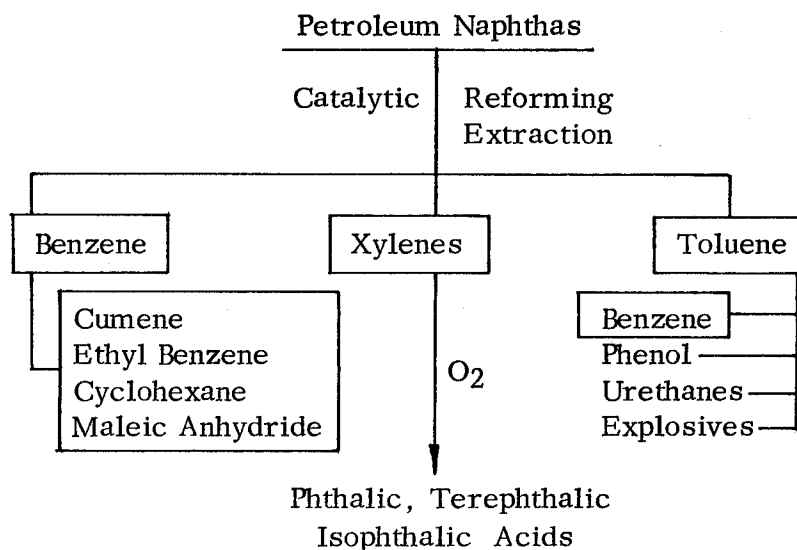 Petroleum Naphthas
Catalytic Reforming
Extraction
Benzene Xylenes Toluene
Cumene
Ethyl Benzene
Cyclohexane
Maleic Anhydride
O2
Benzene
Phenol
Urethanes
Explosives
Phthalic, Terephthalic
Isophthalic Acids